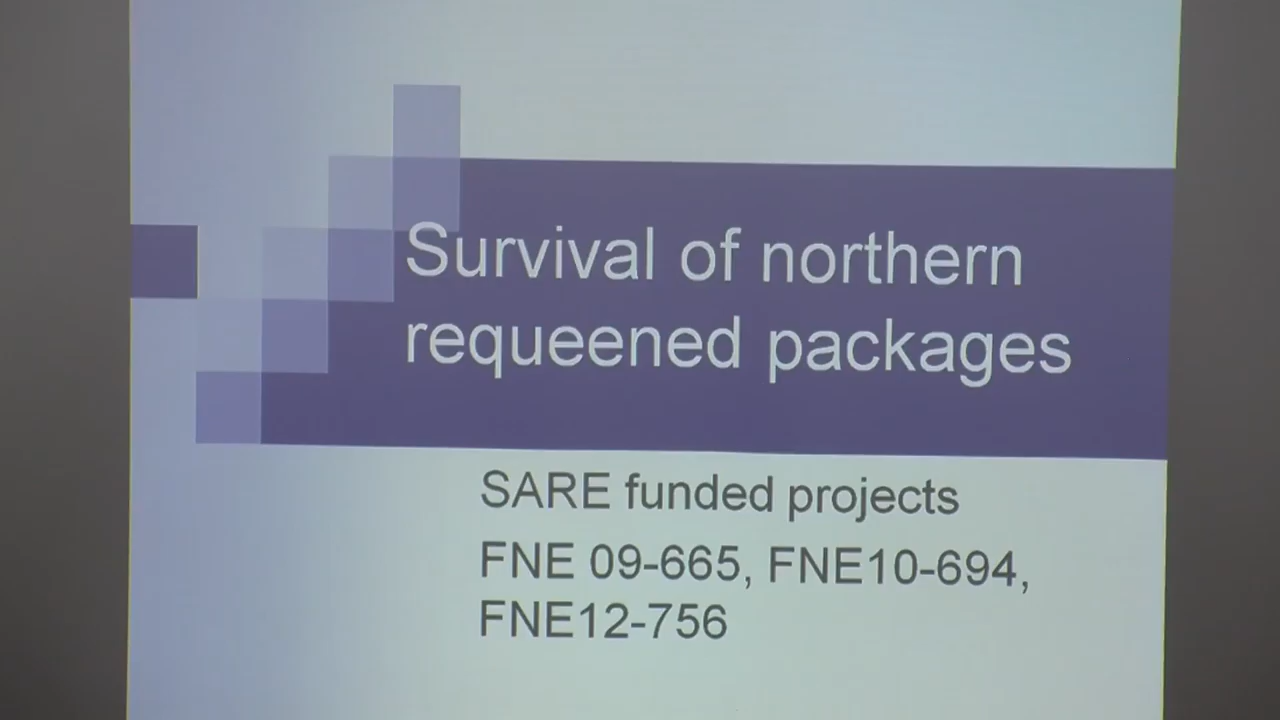 Survival of northern
requeened packages
SARE funded projects
FNE 09-665, FNE10-694,
FNE12-756